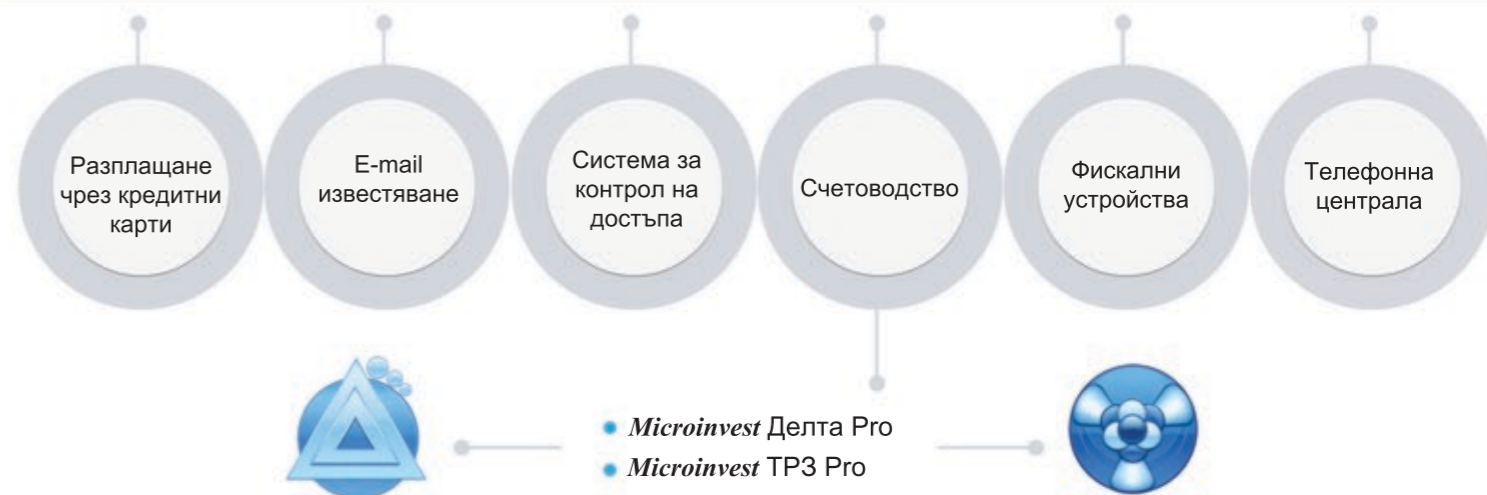 Разплащане
чрез кредитни
карти
E-mail
известяване
Система за
контрол на
достъпа
Счетоводство
Фискални
устройства
Телефонна
централа
Microinvest Делта Pro
Microinvest ТРЗ Pro